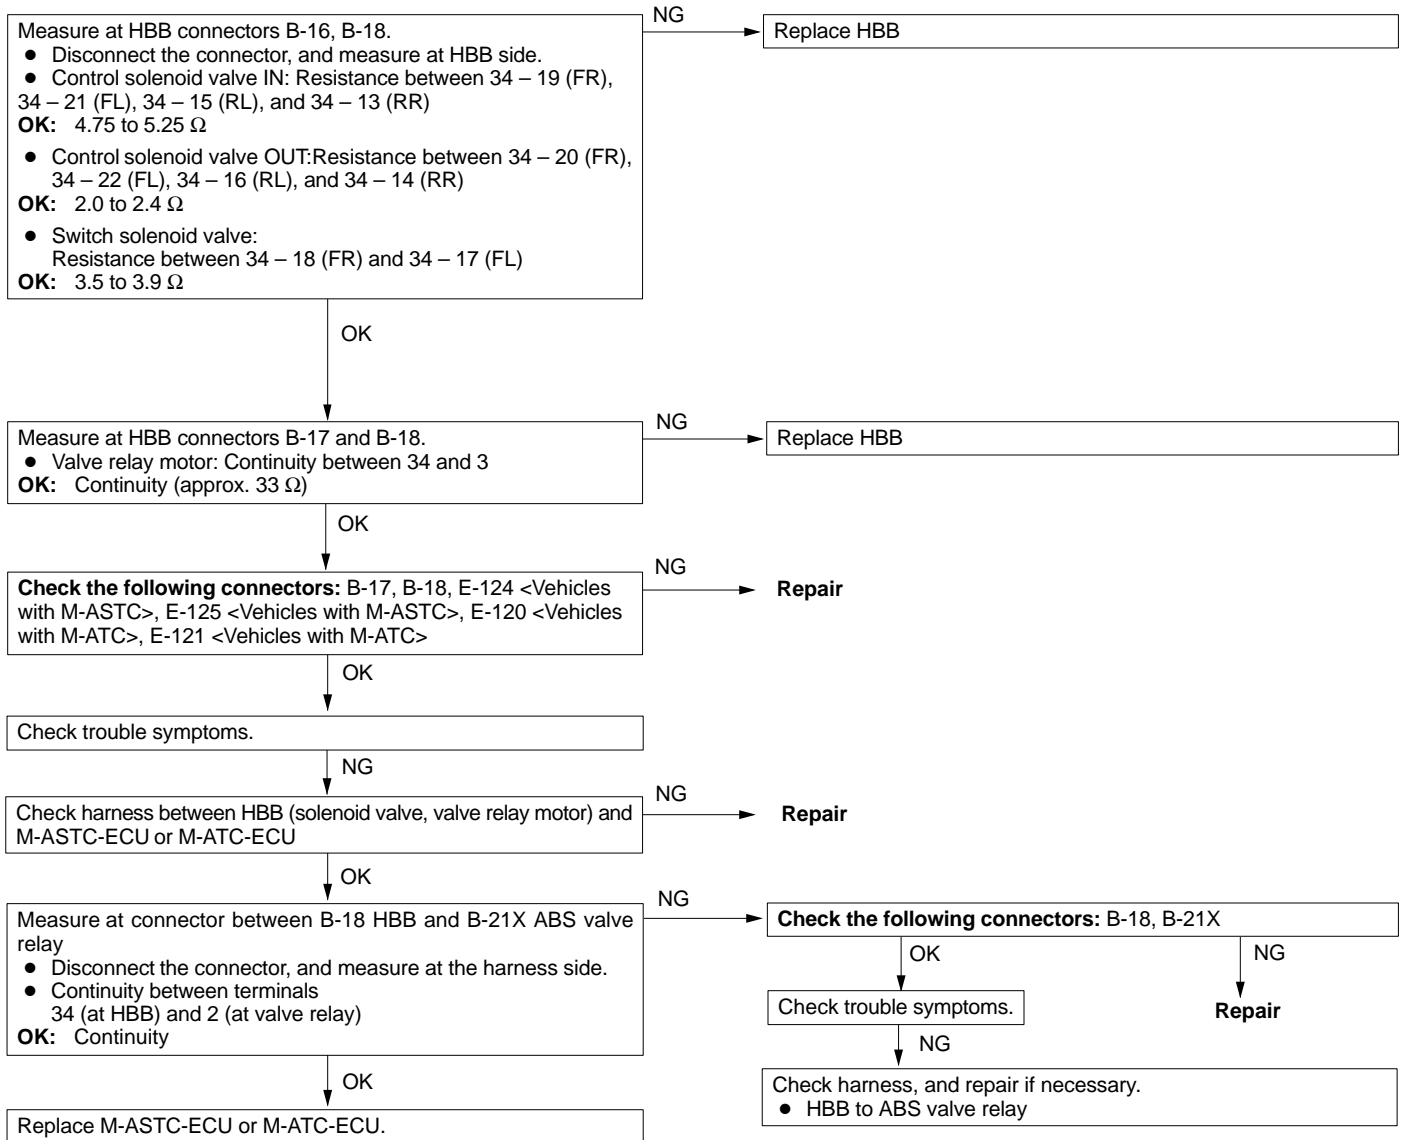 Measure at HBB connectors B-16, B-18.
● Disconnect the connector, and measure at HBB side.
● Control solenoid valve IN: Resistance between 34 – 19 (FR),
34 – 21 (FL), 34 – 15 (RL), and 34 – 13 (RR)
OK: 4.75 to 5.25 Ω
● Control solenoid valve OUT:Resistance between 34 – 20 (FR),
34 – 22 (FL), 34 – 16 (RL), and 34 – 14 (RR)
OK: 2.0 to 2.4 Ω
● Switch solenoid valve:
Resistance between 34 – 18 (FR) and 34 – 17 (FL)
OK: 3.5 to 3.9 Ω
NG
Replace HBB
OK
Measure at HBB connectors B-17 and B-18.
● Valve relay motor: Continuity between 34 and 3
OK: Continuity (approx. 33 Ω)
NG
Replace HBB
OK
Check the following connectors: B-17, B-18, E-124 <Vehicles
with M-ASTC>, E-125 <Vehicles with M-ASTC>, E-120 <Vehicles
with M-ATC>, E-121 <Vehicles with M-ATC>
NG
Repair
OK
Check trouble symptoms.
NG
Check harness between HBB (solenoid valve, valve relay motor) and
M-ASTC-ECU or M-ATC-ECU
NG
Repair
OK
Measure at connector between B-18 HBB and B-21X ABS valve
relay
● Disconnect the connector, and measure at the harness side.
● Continuity between terminals
34 (at HBB) and 2 (at valve relay)
OK: Continuity
NG
Check the following connectors: B-18, B-21X
OK
NG
Check trouble symptoms.
Repair
NG
Check harness, and repair if necessary.
● HBB to ABS valve relay
OK
Replace M-ASTC-ECU or M-ATC-ECU.